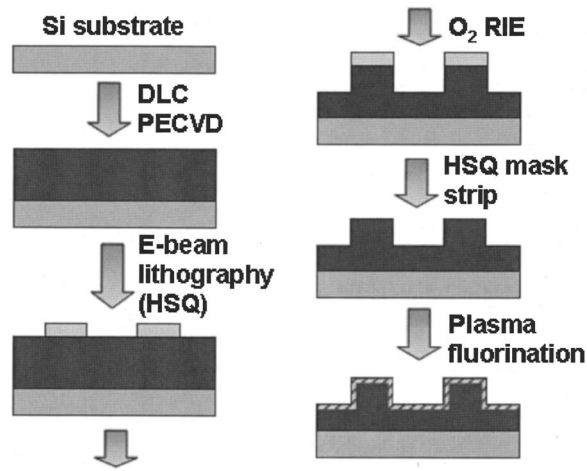 Si substrate
DLC
PECVD
E-beam
lithography
(HSQ)
O₂ RIE
HSQ mask
strip
Plasma
fluorination